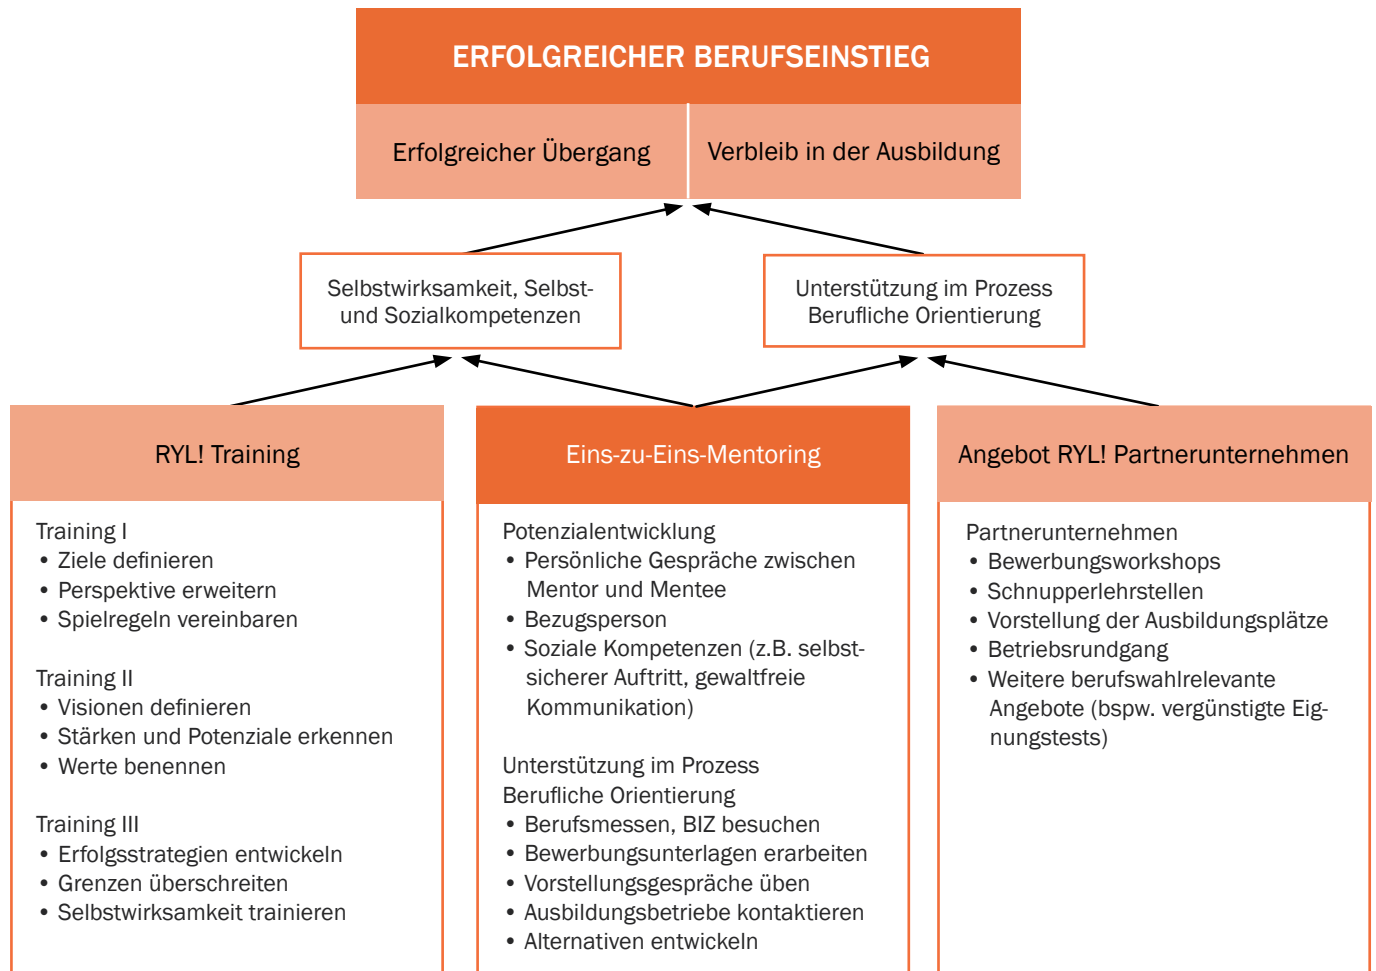 ERFOLGREICHER BERUFSEINSTIEG
Erfolgreicher Übergang
Verbleib in der Ausbildung
Selbstwirksamkeit, Selbst-
und Sozialkompetenzen
Unterstützung im Prozess
Berufliche Orientierung
RYL! Training
Training I
• Ziele definieren
• Perspektive erweitern
• Spielregeln vereinbaren
Training II
• Visionen definieren
• Stärken und Potenziale erkennen
• Werte benennen
Training III
• Erfolgsstrategien entwickeln
• Grenzen überschreiten
• Selbstwirksamkeit trainieren
Eins-zu-Eins-Mentoring
Potenzialentwicklung
• Persönliche Gespräche zwischen
Mentor und Mentee
• Bezugsperson
• Soziale Kompetenzen (z.B. selbst-
sicherer Auftritt, gewaltfreie
Kommunikation)
Unterstützung im Prozess
Berufliche Orientierung
• Berufsmessen, BIZ besuchen
• Bewerbungsunterlagen erarbeiten
• Vorstellungsgespräche üben
• Ausbildungsbetriebe kontaktieren
• Alternativen entwickeln
Angebot RYL! Partnerunternehmen
Partnerunternehmen
• Bewerbungsworkshops
• Schnupperlehrstellen
• Vorstellung der Ausbildungsplätze
• Betriebsrundgang
• Weitere berufswahlrelevante
Angebote (bspw. vergünstigte Eig-
nungstests)